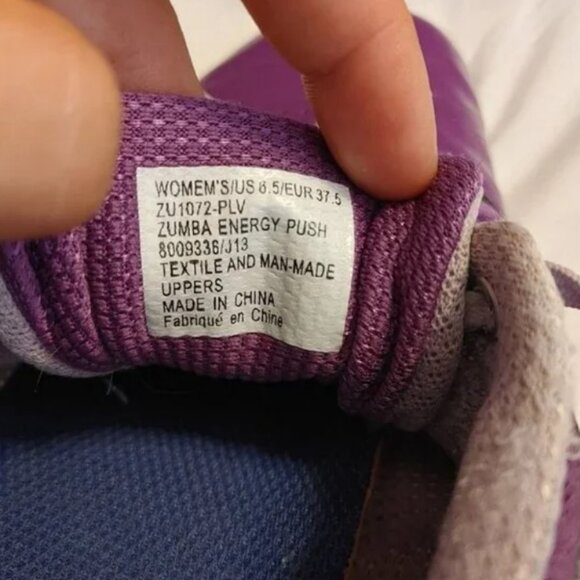 WOMEM'S/US 6.5/EUR 37.5
ZU1072-PLV
ZUMBA ENERGY PUSH
8009336/J13
TEXTILE AND MAN-MADE
UPPERS
MADE IN CHINA
Fabriqué en Chine